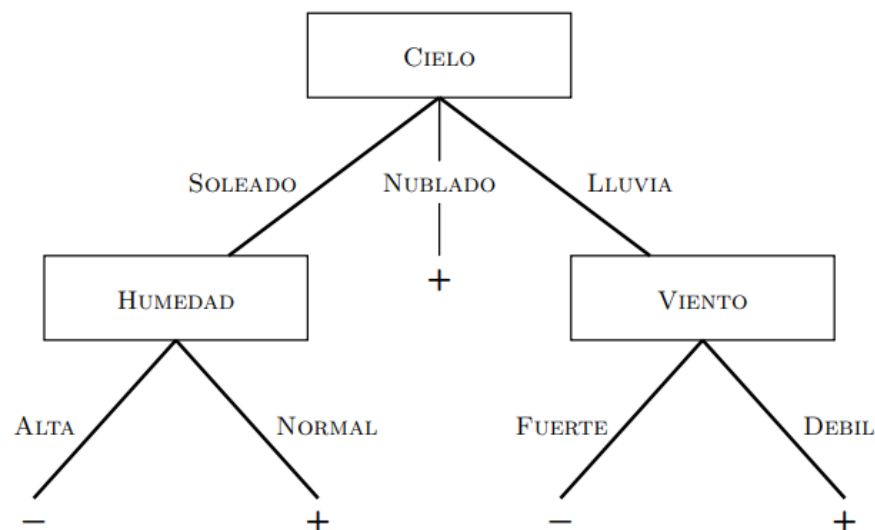 CIELO
SOLEADO NUBLADO LLUVIA
+
HUMEDAD VIENTO
ALTA NORMAL FUERTE DEBIL
− + − +